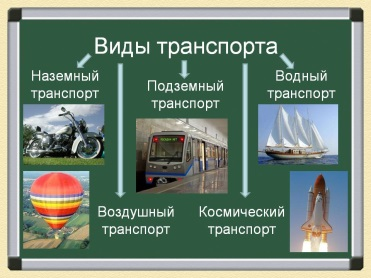 Виды транспорта
Наземный
транспорт
Подземный
транспорт
Водный
транспорт
Воздушный
транспорт
Космический
транспорт